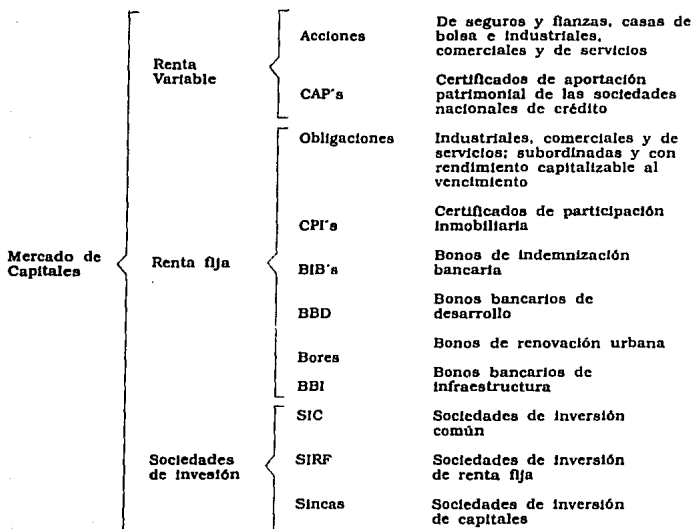 Mercado de
Capitales
Renta
Variable
Acciones
De seguros y fianzas, casas de
bolsa e industriales,
comerciales y de servicios
CAP's
Certificados de aportación
patrimonial de las sociedades
nacionales de crédito
Renta fija
Obligaciones
Industriales, comerciales y de
servicios; subordinadas y con
rendimiento capitalizable al
vencimiento
CPI's
Certificados de participación
inmobiliaria
BIB's
Bonos de indemnización
bancaria
BBD
Bonos bancarios de
desarrollo
Bores
Bonos de renovación urbana
BBI
Bonos bancarios de
infraestructura
Sociedades
de invesión
SIC
Sociedades de inversión
común
SIRF
Sociedades de inversión
de renta fija
Sincas
Sociedades de inversión
de capitales